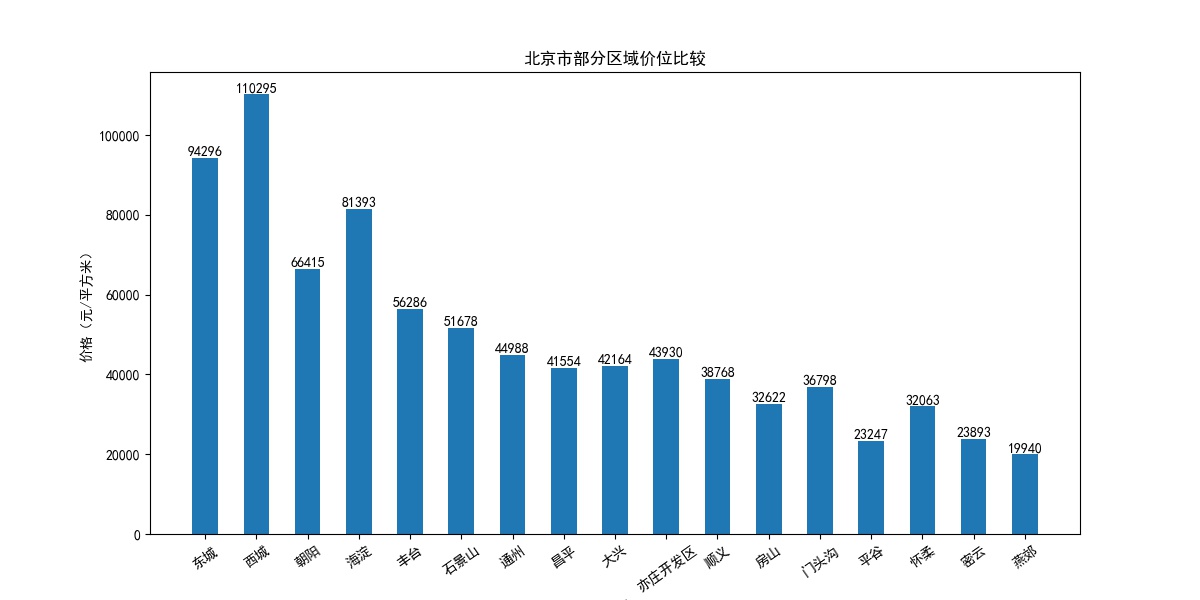 北京市部分区域价位比较
价格（元/平方米）
100000
80000
60000
40000
20000
0
94296
110295
66415
81393
56286
51678
44988
41554
42164
43930
38768
32622
36798
23247
32063
23893
19940
东城
西城
朝阳
海淀
丰台
石景山
通州
昌平
大兴
亦庄开发区
顺义
房山
门头沟
平谷
怀柔
密云
燕郊